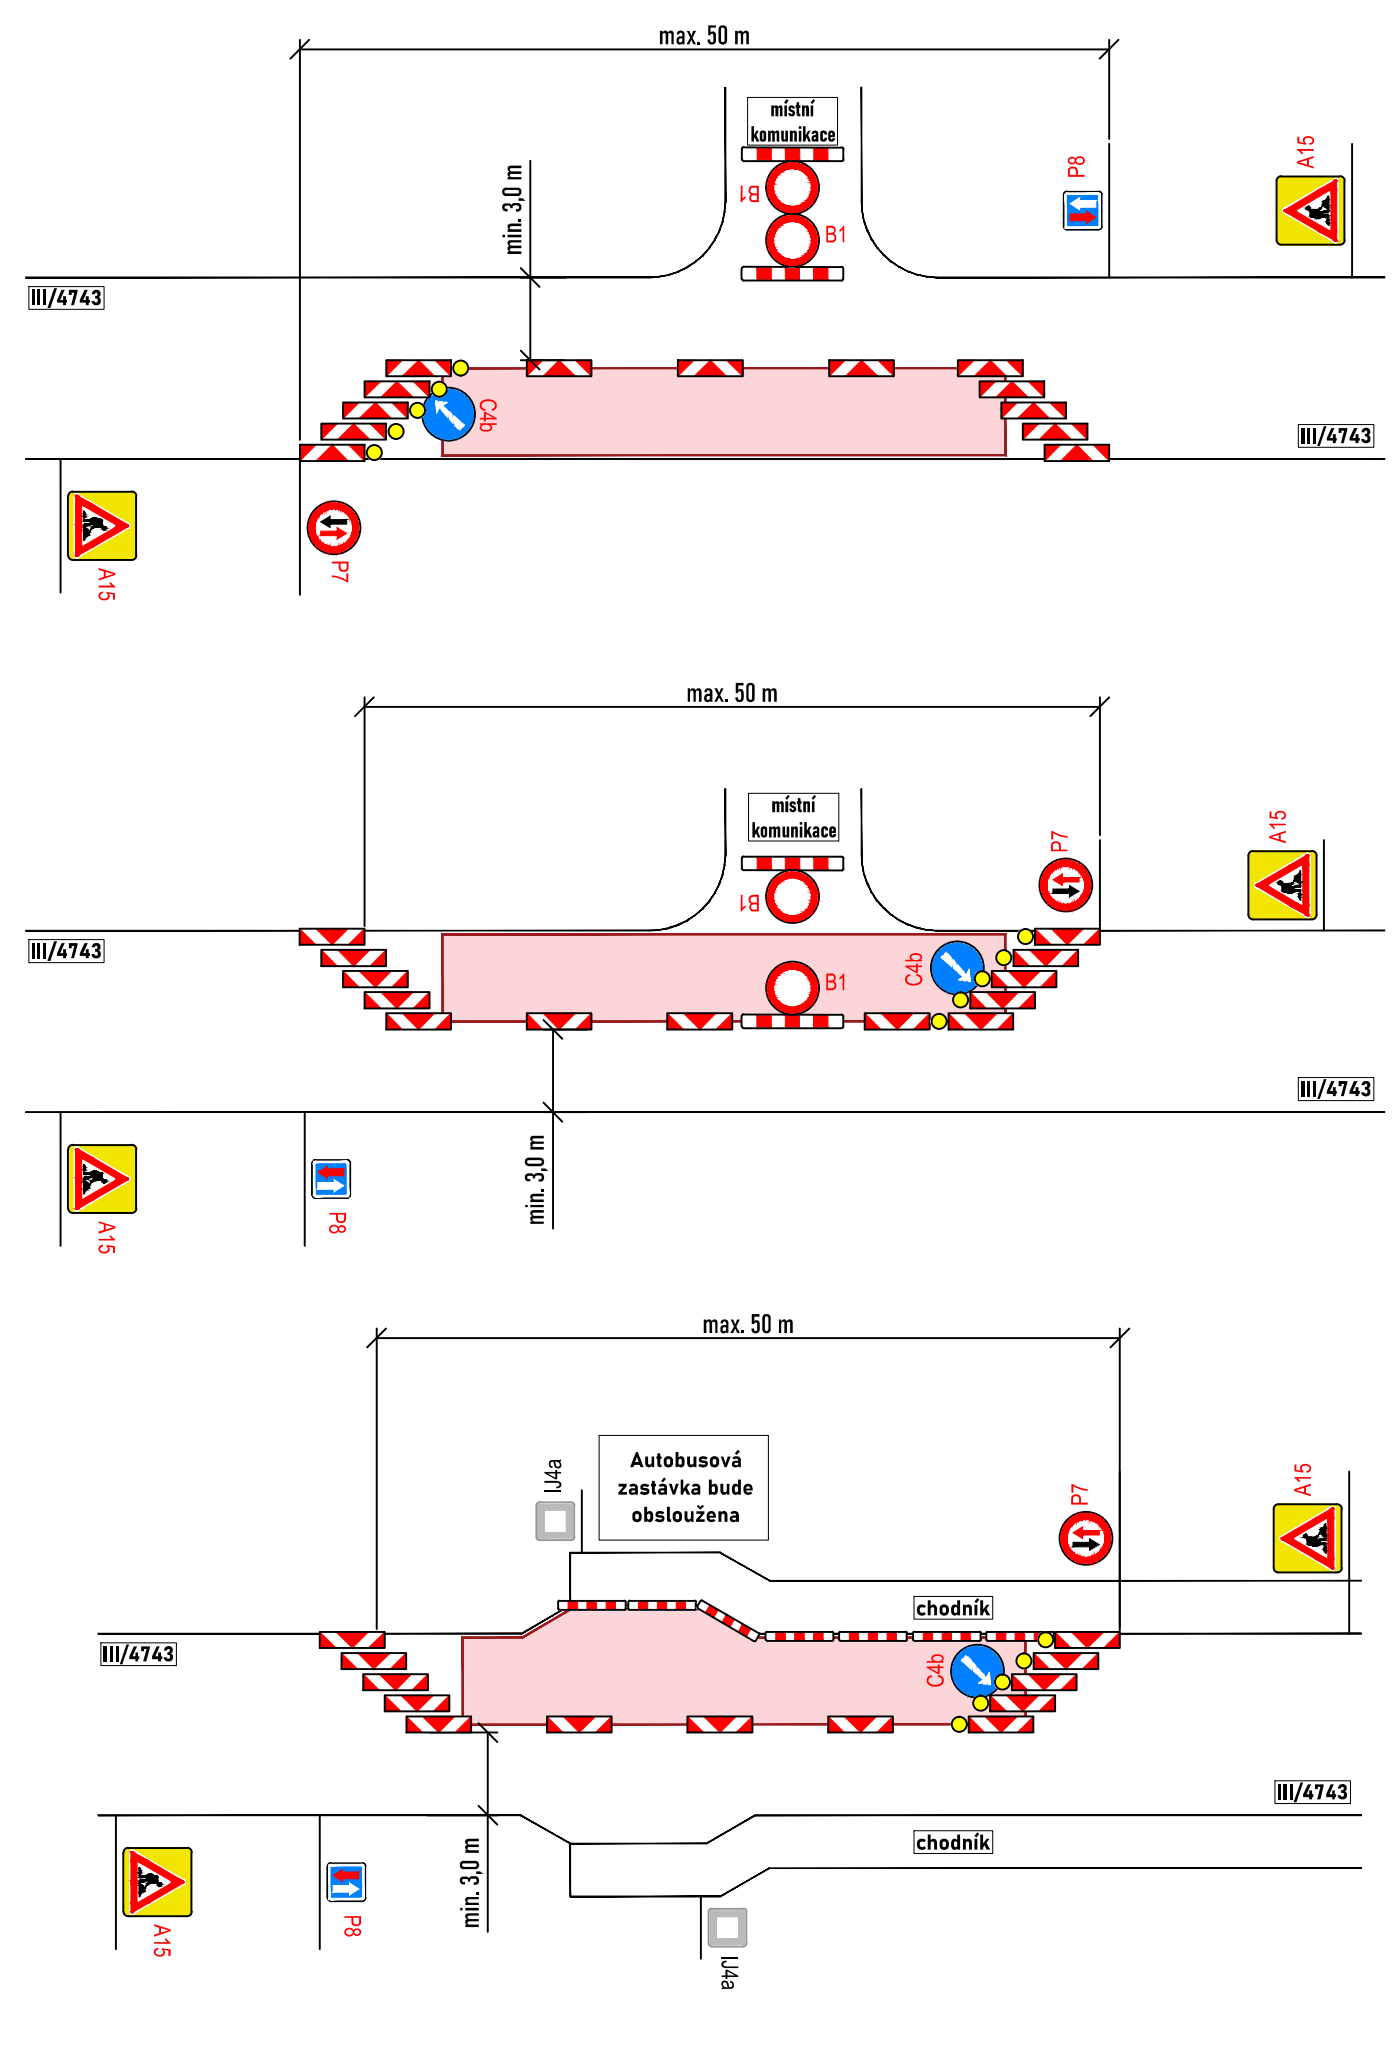 max. 50 m
místní
komunikace
A15
P8
min. 3,0 m
B1
B1
III/4743
C4b
III/4743
A15
P7
max. 50 m
místní
komunikace
A15
P7
B1
III/4743
C4b
B1
III/4743
min. 3,0 m
P8
A15
max. 50 m
Autobusová
zastávka bude
obsloužena
IJ4a
A15
P7
chodník
III/4743
C4b
III/4743
chodník
min. 3,0 m
P8
A15
IJ4a